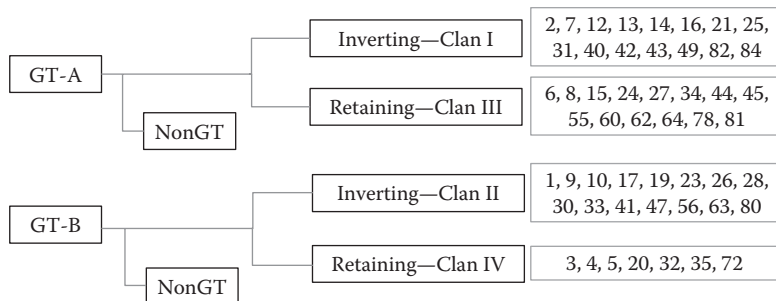 GT-A
NonGT
Inverting—Clan I
2, 7, 12, 13, 14, 16, 21, 25,
31, 40, 42, 43, 49, 82, 84
Retaining—Clan III
6, 8, 15, 24, 27, 34, 44, 45,
55, 60, 62, 64, 78, 81
GT-B
NonGT
Inverting—Clan II
1, 9, 10, 17, 19, 23, 26, 28,
30, 33, 41, 47, 56, 63, 80
Retaining—Clan IV
3, 4, 5, 20, 32, 35, 72